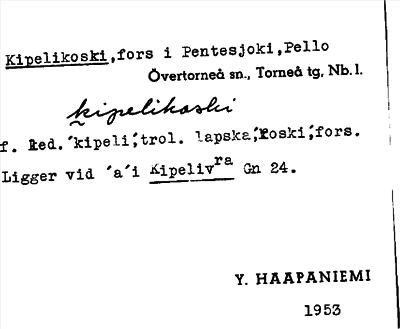 Kipelikoski,fors i Pentesjoki,Pello
Övertorneå sn., Torneå tg, Nb.l.
kipelikoski
f. Led.´kipeli´,trol. lapska,´koski´,fors.
Ligger vid ´a´i Kipelivra Gn 24.
Y. HAAPANIEMI
1953